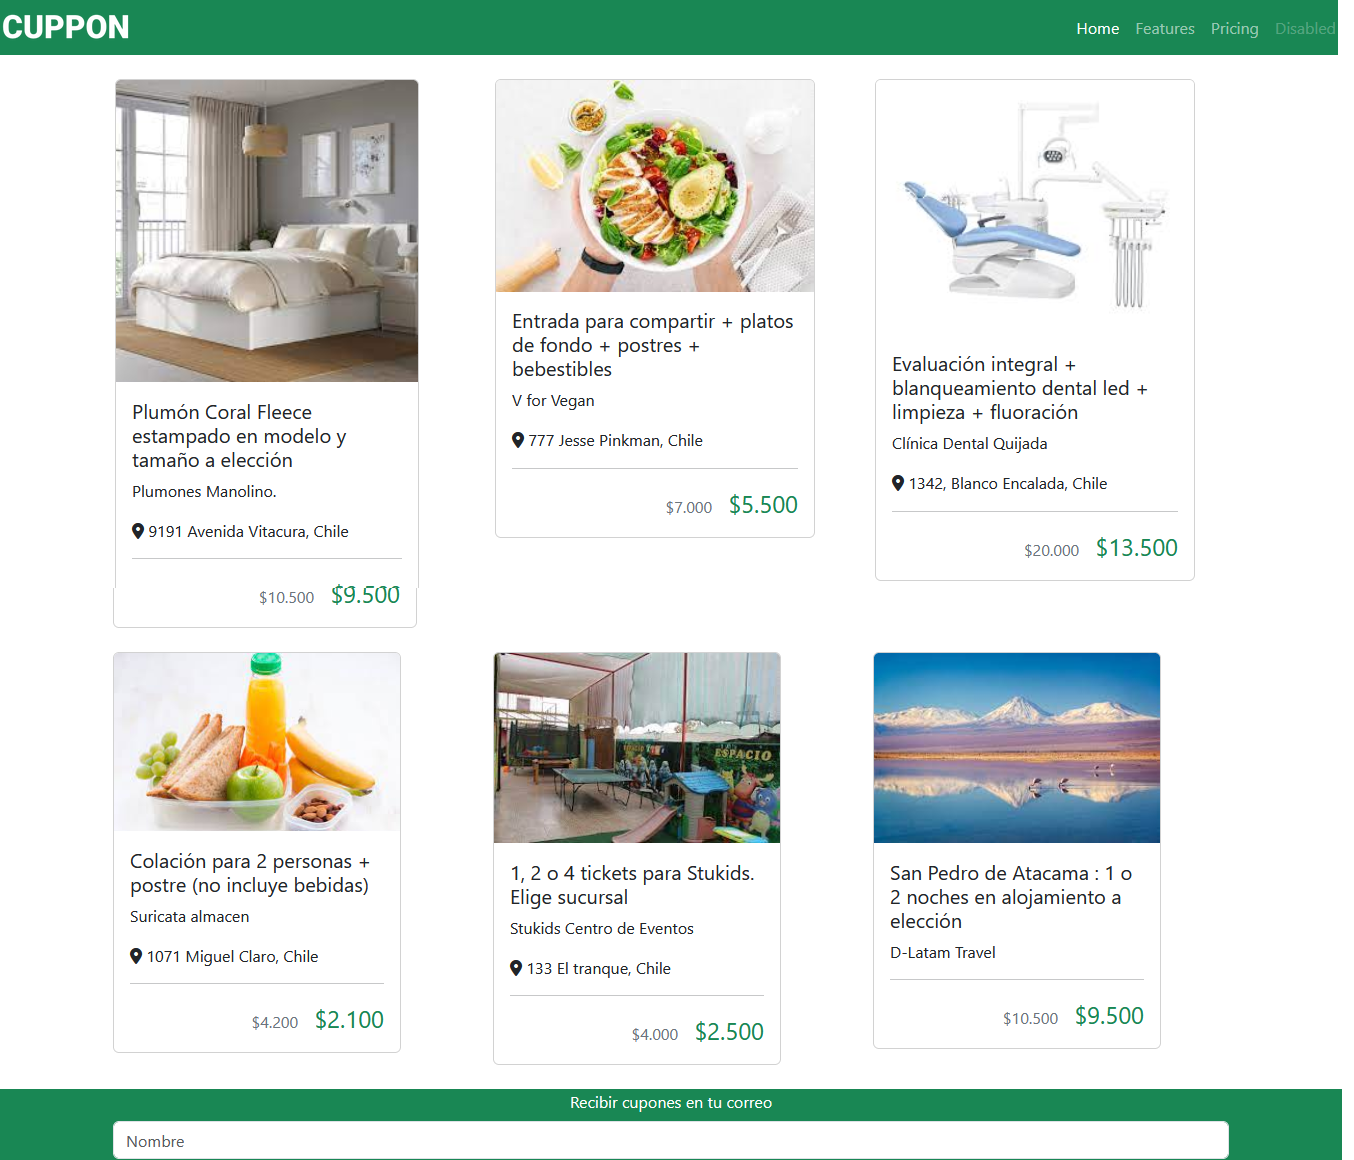 CUPPON
Home Features Pricing Disabled
Plumón Coral Fleece
estampado en modelo y
tamaño a elección
Plumones Manolino.
9191 Avenida Vitacura, Chile
$10.500 $9.500
Entrada para compartir + platos
de fondo + postres +
bebestibles
V for Vegan
777 Jesse Pinkman, Chile
$7.000 $5.500
Evaluación integral +
blanqueamiento dental led +
limpieza + fluoración
Clínica Dental Quijada
1342, Blanco Encalada, Chile
$20.000 $13.500
Colación para 2 personas +
postre (no incluye bebidas)
Suricata almacen
1071 Miguel Claro, Chile
$4.200 $2.100
ESPACIO
ESPACIO
1, 2 o 4 tickets para Stukids.
Elige sucursal
Stukids Centro de Eventos
133 El tranque, Chile
$4.000 $2.500
San Pedro de Atacama : 1 o
2 noches en alojamiento a
elección
D-Latam Travel
$10.500 $9.500
Recibir cupones en tu correo
Nombre